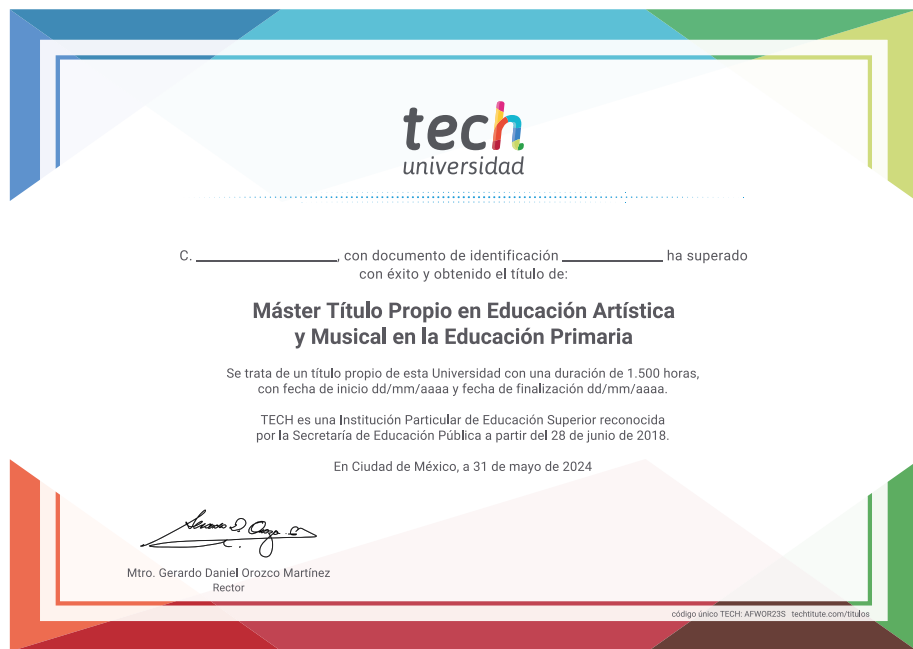 tech
universidad
C. __________________, con documento de identificación _____________ ha superado
con éxito y obtenido el título de:
Máster Título Propio en Educación Artística
y Musical en la Educación Primaria
Se trata de un título propio de esta Universidad con una duración de 1.500 horas,
con fecha de inicio dd/mm/aaaa y fecha de finalización dd/mm/aaaa.
TECH es una Institución Particular de Educación Superior reconocida
por la Secretaría de Educación Pública a partir del 28 de junio de 2018.
En Ciudad de México, a 31 de mayo de 2024
Mtro. Gerardo Daniel Orozco Martínez
Rector
código único TECH: AFWOR23S techtitute.com/titulos